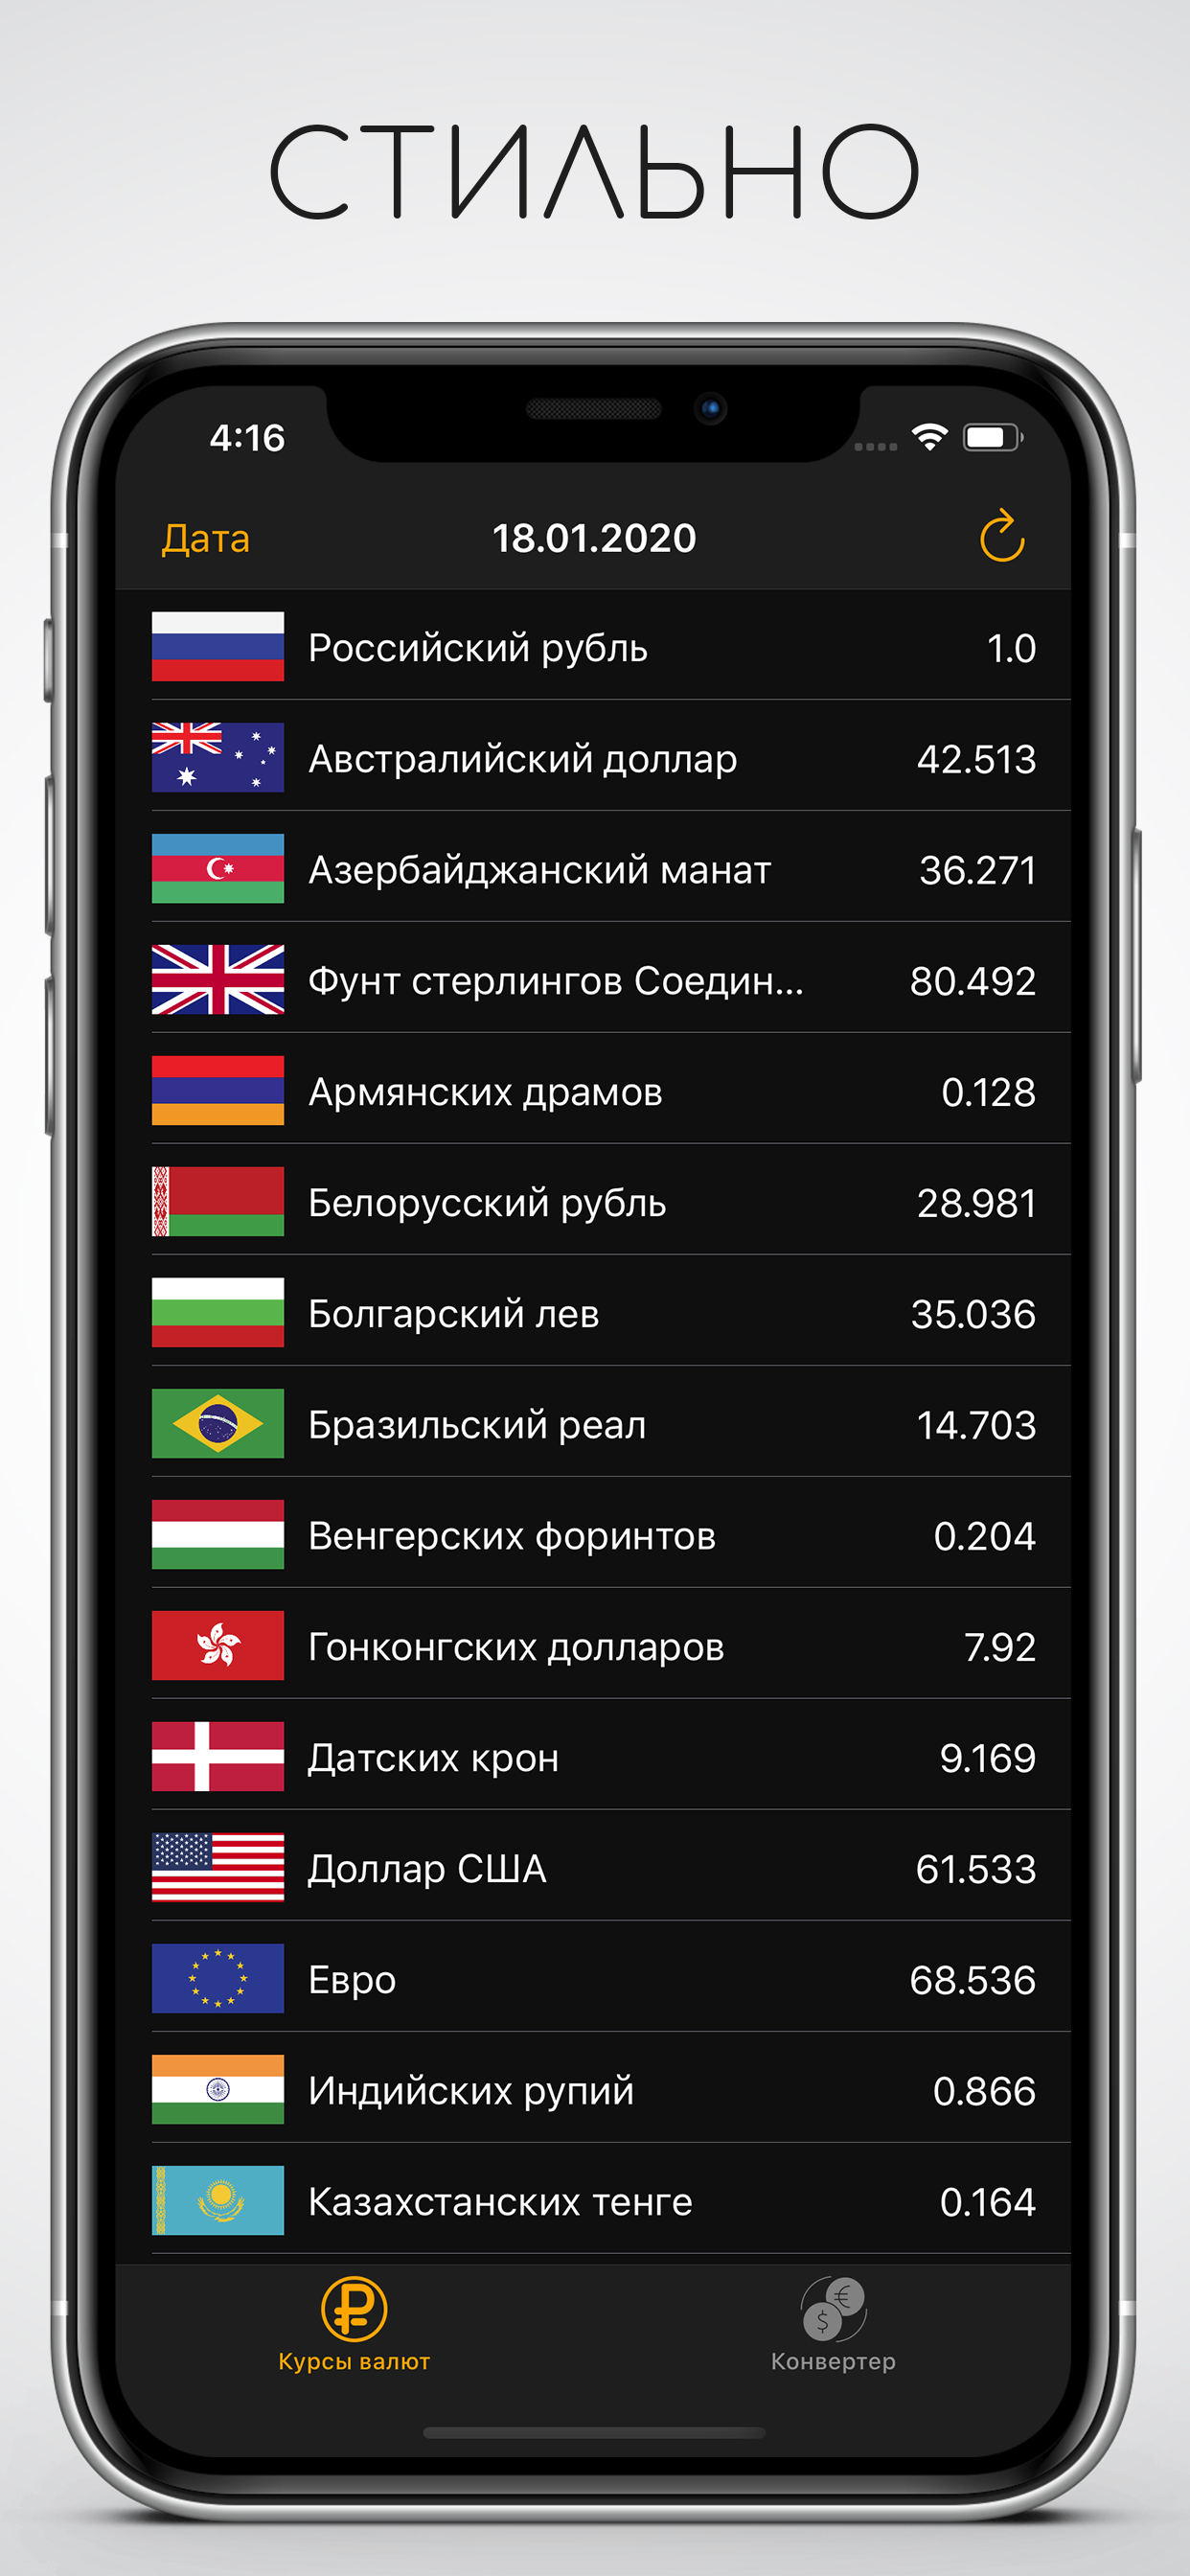 СТИЛЬНО
4:16
Дата 18.01.2020
Российский рубль 1.0
Австралийский доллар 42.513
Азербайджанский манат 36.271
Фунт стерлингов Соедин... 80.492
Армянских драмов 0.128
Белорусский рубль 28.981
Болгарский лев 35.036
Бразильский реал 14.703
Венгерских форинтов 0.204
Гонконгских долларов 7.92
Датских крон 9.169
Доллар США 61.533
Евро 68.536
Индийских рупий 0.866
Казахстанских тенге 0.164
Курсы валют Конвертер